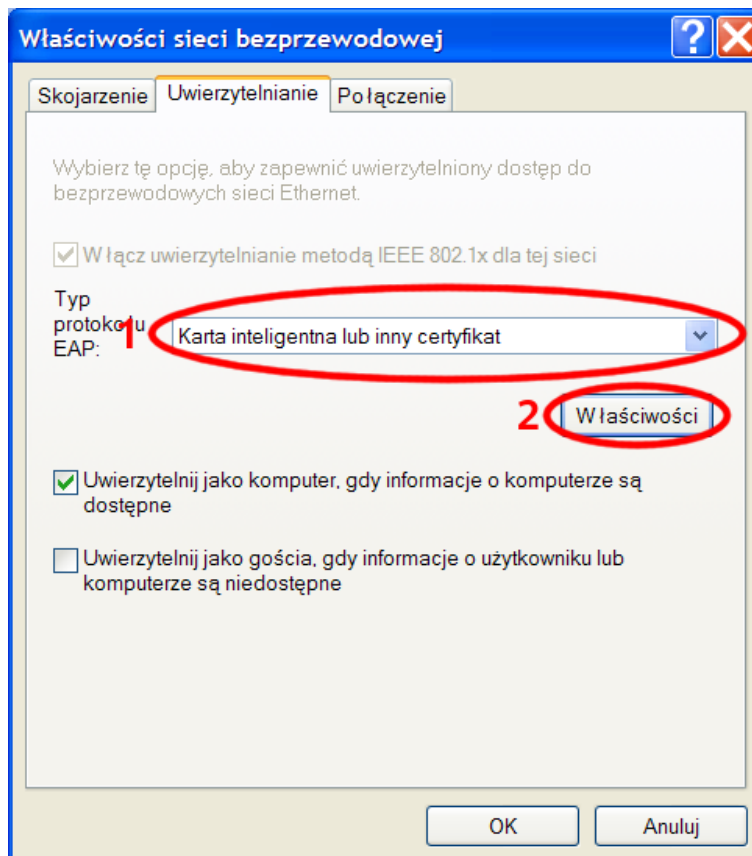 Właściwości sieci bezprzewodowej
Skojarzenie Uwierzytelnianie Połączenie
Wybierz tę opcję, aby zapewnić uwierzytelniony dostęp do
bezprzewodowych sieci Ethernet.
Włącz uwierzytelnianie metodą IEEE 802.1x dla tej sieci
Typ
protokołu
EAP:
1
Karta inteligentna lub inny certyfikat
2
Właściwości
Uwierzytelnij jako komputer, gdy informacje o komputerze są
dostępne
Uwierzytelnij jako gościa, gdy informacje o użytkowniku lub
komputerze są niedostępne
OK Anuluj